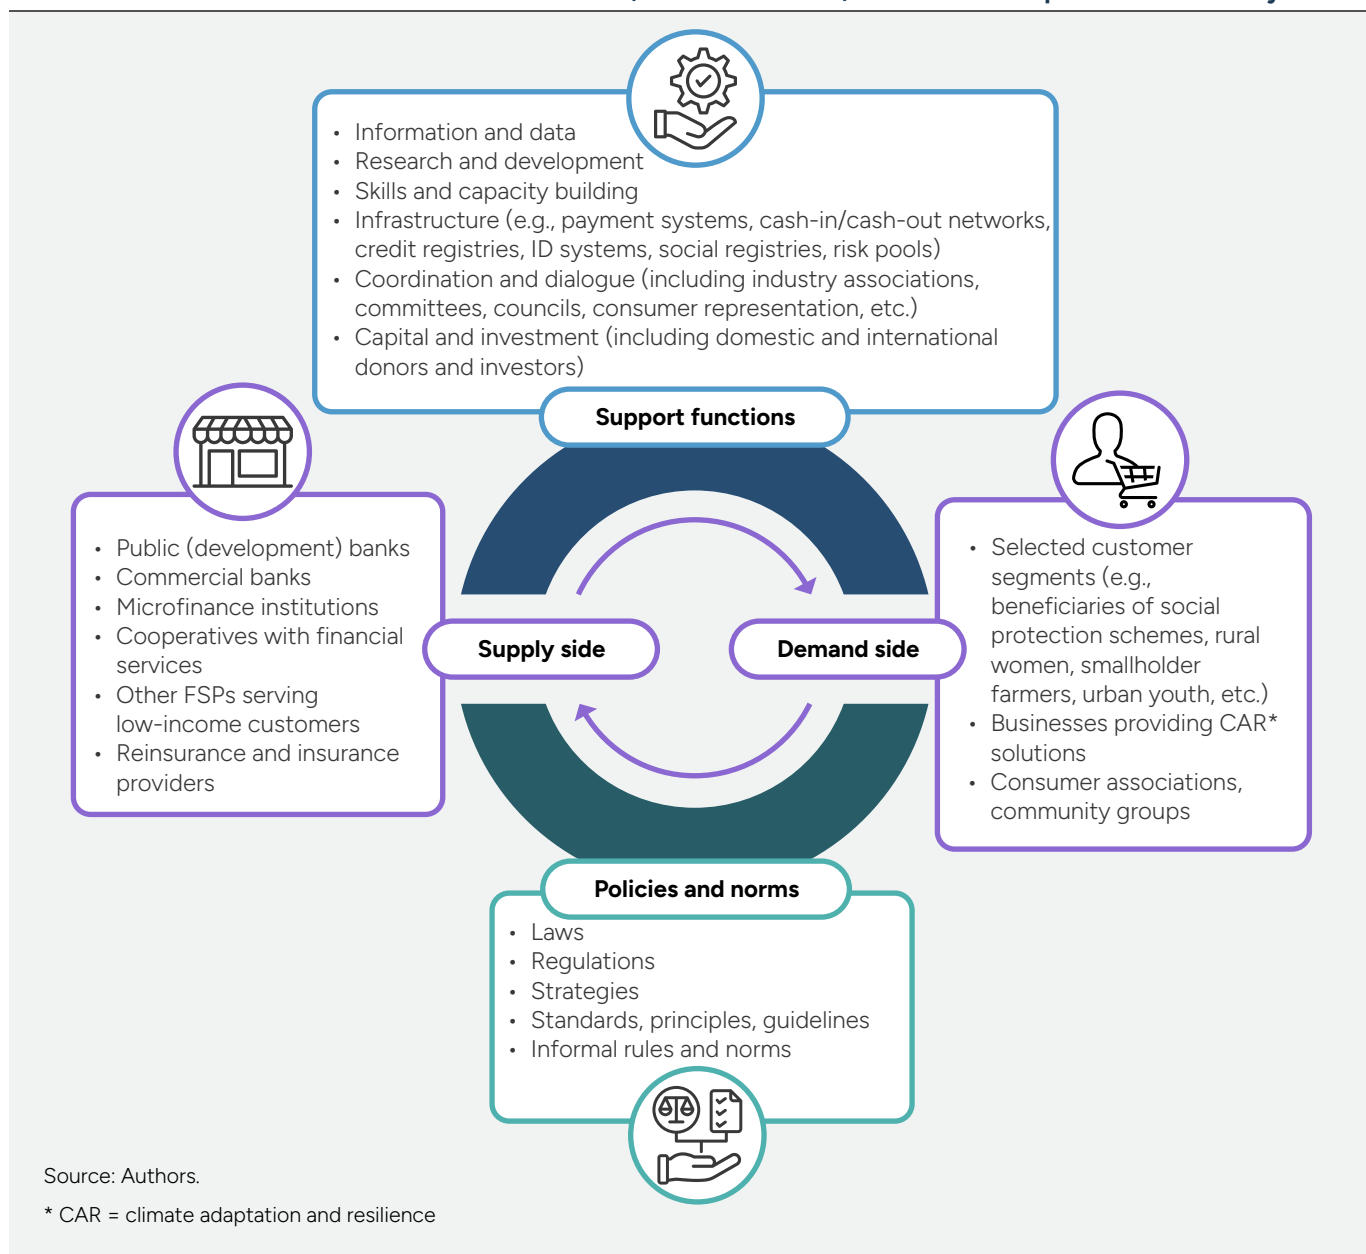 • Information and data
• Research and development
• Skills and capacity building
• Infrastructure (e.g., payment systems, cash-in/cash-out networks,
credit registries, ID systems, social registries, risk pools)
• Coordination and dialogue (including industry associations,
committees, councils, consumer representation, etc.)
• Capital and investment (including domestic and international
donors and investors)
Support functions
• Public (development) banks
• Commercial banks
• Microfinance institutions
• Cooperatives with financial
services
• Other FSPs serving
low-income customers
• Reinsurance and insurance
providers
Supply side
Demand side
• Selected customer
segments (e.g.,
beneficiaries of social
protection schemes, rural
women, smallholder
farmers, urban youth, etc.)
• Businesses providing CAR*
solutions
• Consumer associations,
community groups
Policies and norms
• Laws
• Regulations
• Strategies
• Standards, principles, guidelines
• Informal rules and norms
Source: Authors.
* CAR = climate adaptation and resilience